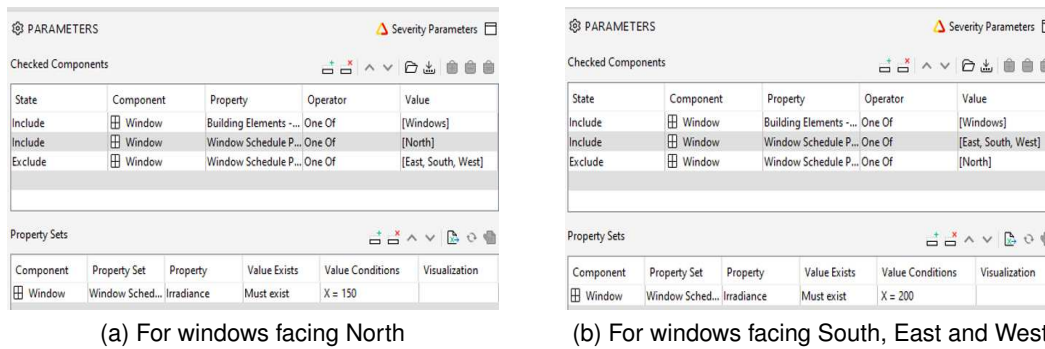 PARAMETERS Severity Parameters
Checked Components
State Component Property Operator Value
Include Window Building Elements -... One Of [Windows]
Include Window Window Schedule P... One Of [North]
Exclude Window Window Schedule P... One Of [East, South, West]
Property Sets
Component Property Set Property Value Exists Value Conditions Visualization
Window Window Sched... Irradiance Must exist X = 150
(a) For windows facing North
PARAMETERS Severity Parameters
Checked Components
State Component Property Operator Value
Include Window Building Elements -... One Of [Windows]
Include Window Window Schedule P... One Of [East, South, West]
Exclude Window Window Schedule P... One Of [North]
Property Sets
Component Property Set Property Value Exists Value Conditions Visualization
Window Window Sched... Irradiance Must exist X = 200
(b) For windows facing South, East and West